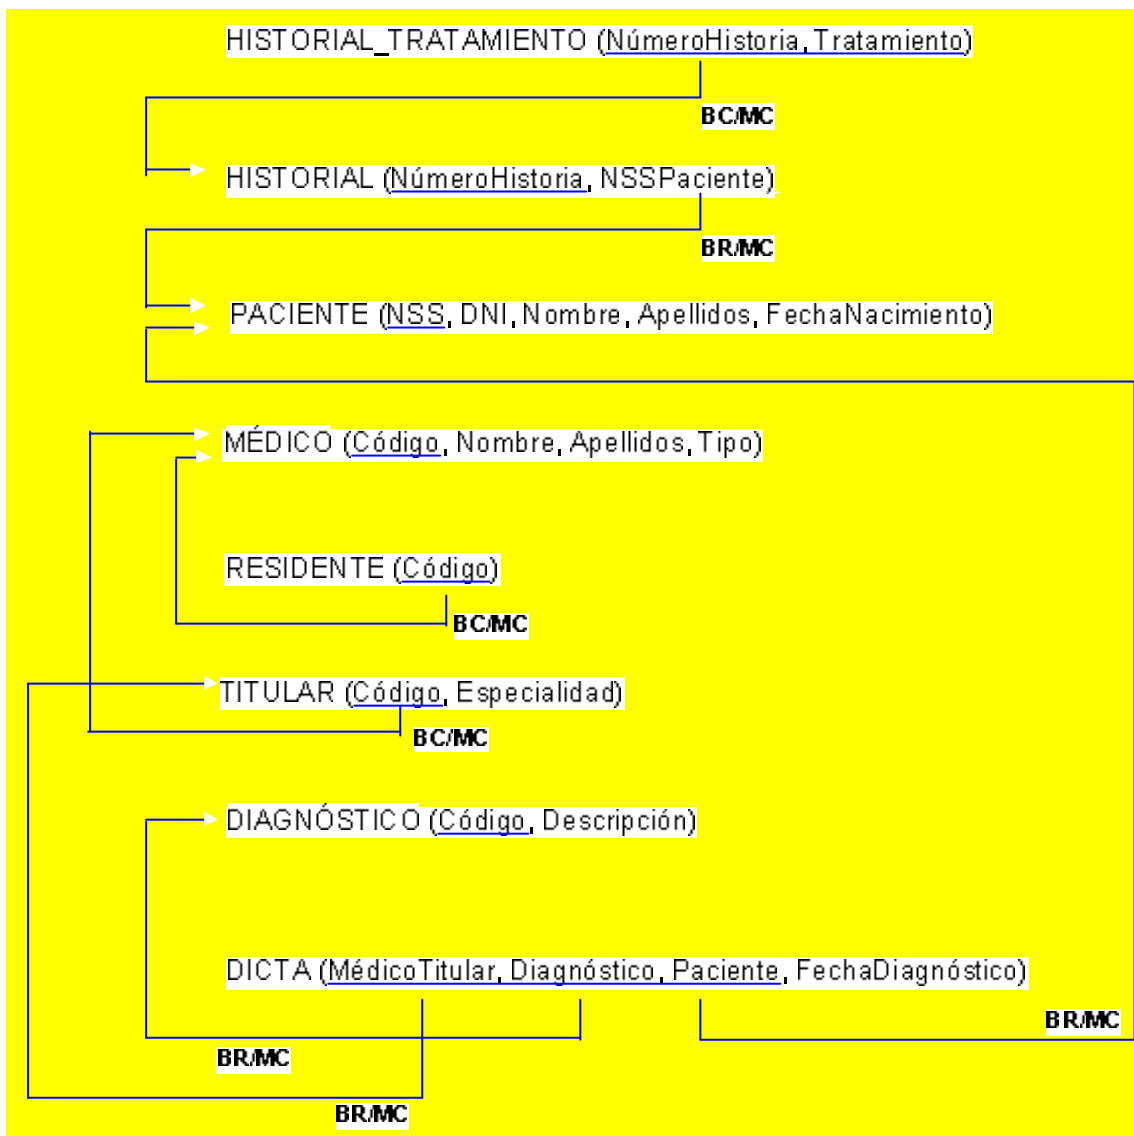 HISTORIAL_TRATAMIENTO (NúmeroHistoria, Tratamiento)
BC/MC
HISTORIAL (NúmeroHistoria, NSSPaciente)
BR/MC
PACIENTE (NSS, DNI, Nombre, Apellidos, FechaNacimiento)
MÉDICO (Código, Nombre, Apellidos, Tipo)
RESIDENTE (Código)
BC/MC
TITULAR (Código, Especialidad)
BC/MC
DIAGNÓSTICO (Código, Descripción)
DICTA (MédicoTitular, Diagnóstico, Paciente, FechaDiagnóstico)
BR/MC
BR/MC
BR/MC